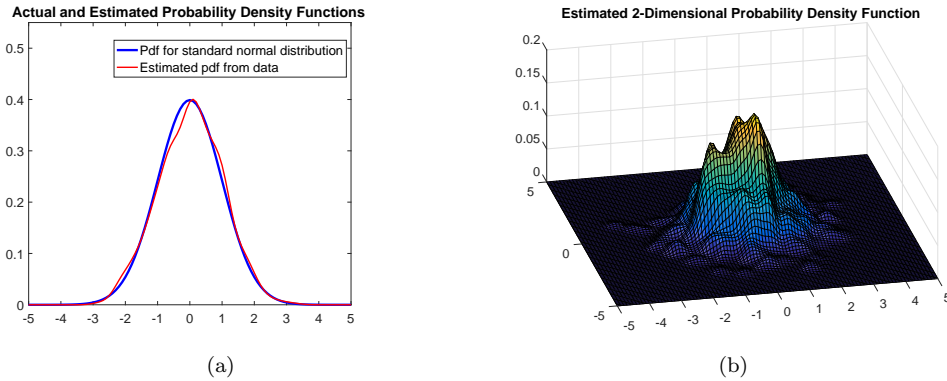 Actual and Estimated Probability Density Functions
Pdf for standard normal distribution
Estimated pdf from data
0.5
0.4
0.3
0.2
0.1
0
-5 -4 -3 -2 -1 0 1 2 3 4 5
(a)
Estimated 2-Dimensional Probability Density Function
0.2
0.15
0.1
0.05
0
5
0
-5
-5 -4 -3 -2 -1 0 1 2 3 4 5
(b)